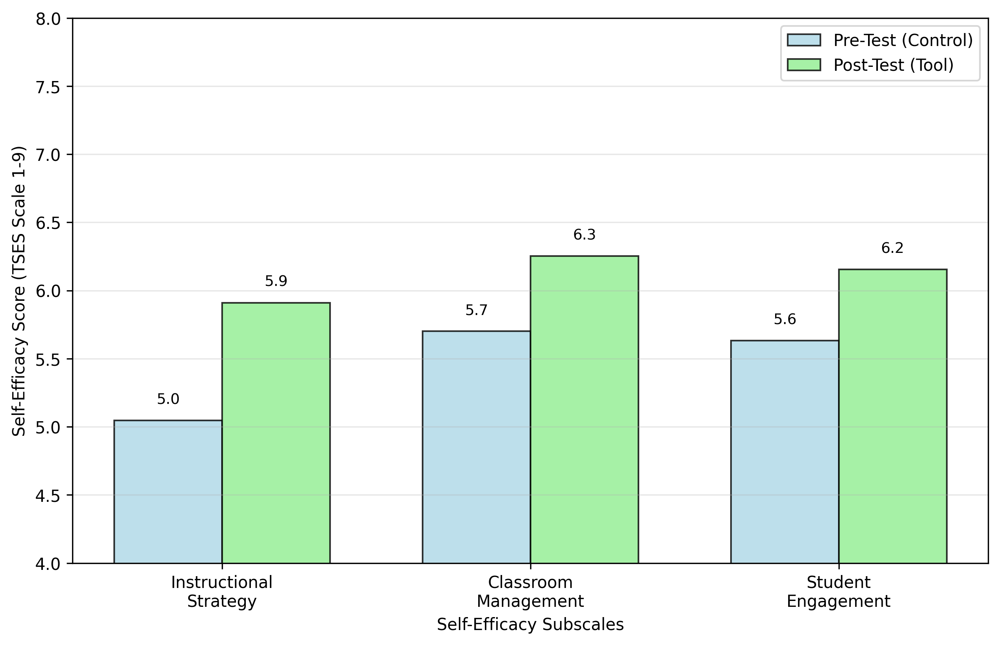 8.0
7.5
7.0
6.5
6.0
5.5
5.0
4.5
4.0
Self-Efficacy Score (TSES Scale 1-9)
Pre-Test (Control)
Post-Test (Tool)
5.0
5.9
5.7
6.3
5.6
6.2
Instructional
Strategy
Classroom
Management
Student
Engagement
Self-Efficacy Subscales